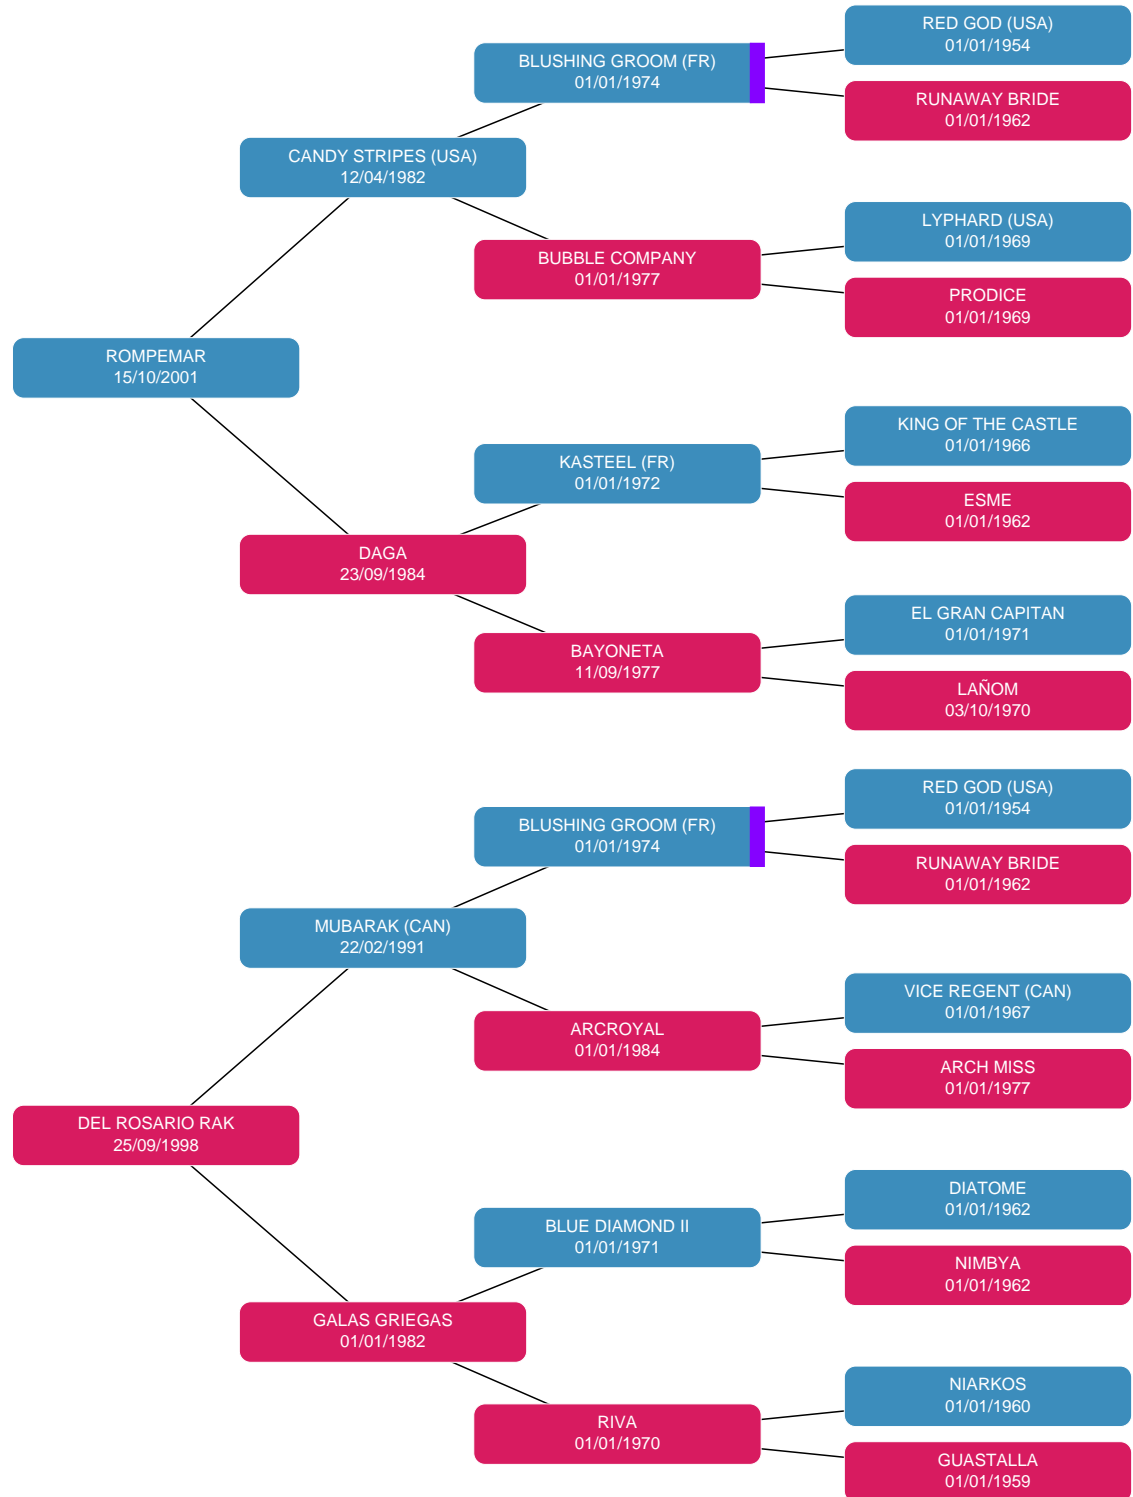 RED GOD (USA)
01/01/1954
BLUSHING GROOM (FR)
01/01/1974
RUNAWAY BRIDE
01/01/1962
CANDY STRIPES (USA)
12/04/1982
LYPHARD (USA)
01/01/1969
BUBBLE COMPANY
01/01/1977
PRODICE
01/01/1969
ROMPEMAR
15/10/2001
KING OF THE CASTLE
01/01/1966
KASTEEL (FR)
01/01/1972
ESME
01/01/1962
DAGA
23/09/1984
EL GRAN CAPITAN
01/01/1971
BAYONETA
11/09/1977
LAÑOM
03/10/1970
RED GOD (USA)
01/01/1954
BLUSHING GROOM (FR)
01/01/1974
RUNAWAY BRIDE
01/01/1962
MUBARAK (CAN)
22/02/1991
VICE REGENT (CAN)
01/01/1967
ARCROYAL
01/01/1984
ARCH MISS
01/01/1977
DEL ROSARIO RAK
25/09/1998
DIATOME
01/01/1962
BLUE DIAMOND II
01/01/1971
NIMBYA
01/01/1962
GALAS GRIEGAS
01/01/1982
NIARKOS
01/01/1960
RIVA
01/01/1970
GUASTALLA
01/01/1959